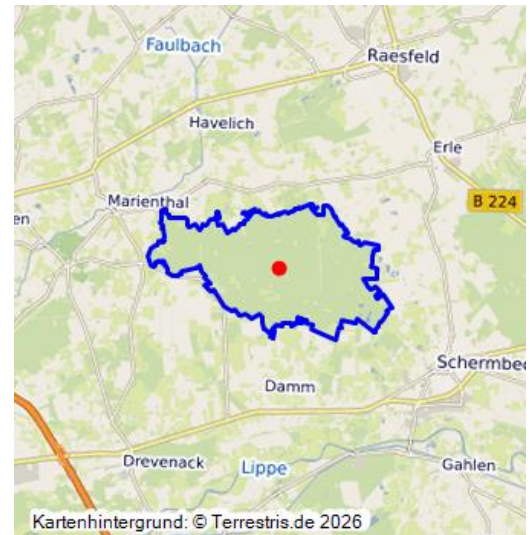 Faulbach
Raesfeld
Havelich
Erle
Marienthal
en
B 224
Schermbec
Damm
Drevenack
Lippe
Gahlen
Kartenhintergrund: © Terrestris.de 2026